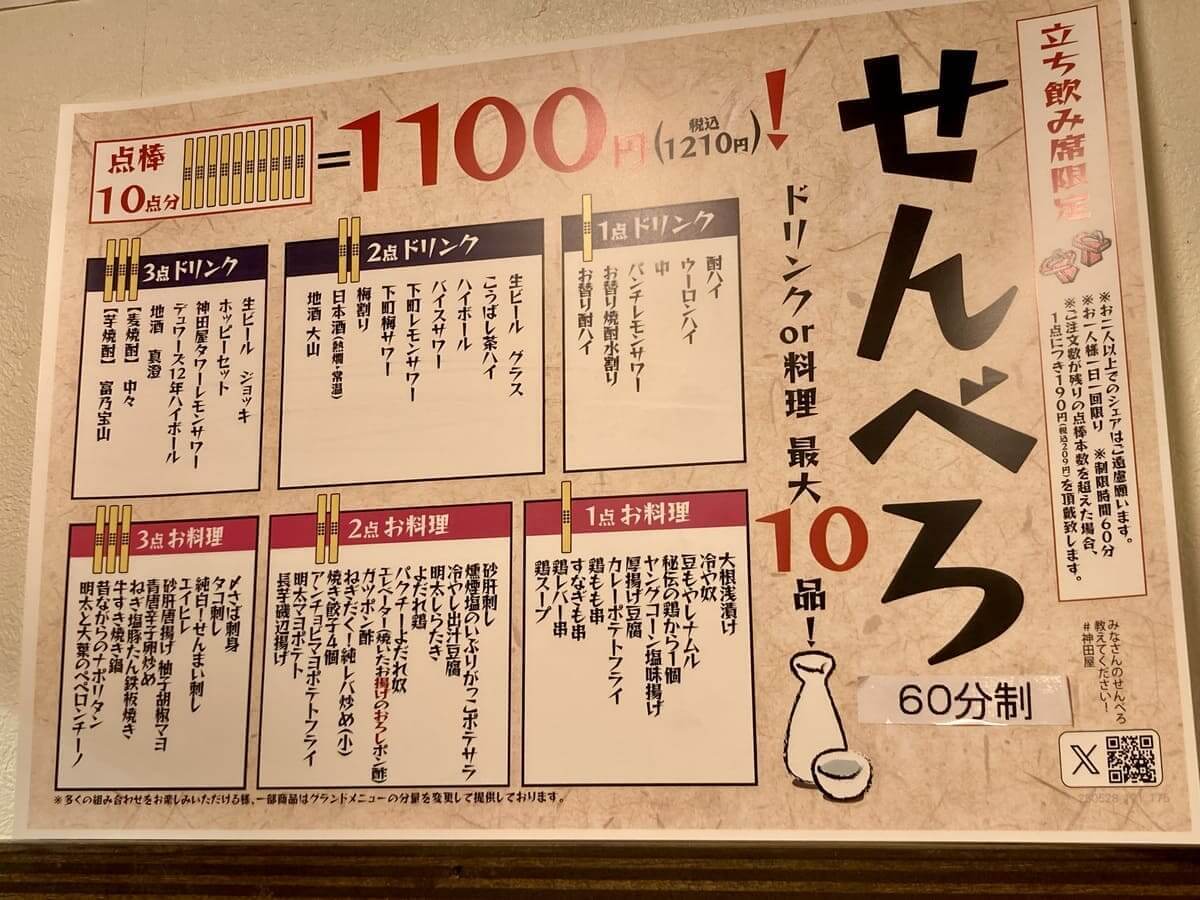 立ち飲み席限定
※お二人以上でのシェアはご遠慮願います。
※お一人様一日一回限り　※制限時間60分
※ご注文数が残りの点棒本数を超えた場合、
1点につき190円(税込209円)を頂戴致します。
せんべろ
60分制
みなさんのせんべろ
教えてください!
#神田屋
X
点棒
10点分
=1100円(税込1210円)!
ドリンクor料理 最大10品!
1点ドリンク
酎ハイ
ウーロンハイ
中
パンチレモンサワー
お替り焼酎水割り
お替り酎ハイ
2点ドリンク
生ビール　グラス
こうばし茶ハイ
ハイボール
バイスサワー
下町レモンサワー
下町梅サワー
梅割り
日本酒(熱燗・常温)
地酒 大山
3点ドリンク
生ビール　ジョッキ
ホッピーセット
神田屋タワーレモンサワー
デュワーズ12年ハイボール
地酒　真澄
【麦焼酎】　中々
【芋焼酎】　富乃宝山
1点お料理
大根浅漬け
冷や奴
豆もやしナムル
秘伝の鶏から1個
ヤングコーン塩味揚げ
厚揚げ豆腐
カレーポテトフライ
鶏もも串
すなぎも串
鶏レバー串
鶏スープ
2点お料理
砂肝刺し
燻煙塩のいぶりがっこポテサラ
冷やし出汁豆腐
明太しらたき
よだれ鶏
パクチーよだれ奴
エレベーター(焼いたお揚げのおろしポン酢)
ガツポン酢
ねぎだく!純レバ炒め(小)
焼き餃子4個
アンチョビマヨポテトフライ
明太マヨポテト
長芋磯辺揚げ
3点お料理
〆さば刺身
タコ刺し
純白!せんまい刺し
エイヒレ
砂肝唐揚げ 柚子胡椒マヨ
青唐辛子卵炒め
ねぎ塩豚たん鉄板焼き
牛すき焼き鍋
昔ながらのナポリタン
明太と大葉のペペロンチーノ
※多くの組み合わせをお楽しみいただける様、一部商品はグランドメニューの分量を変更して提供しております。